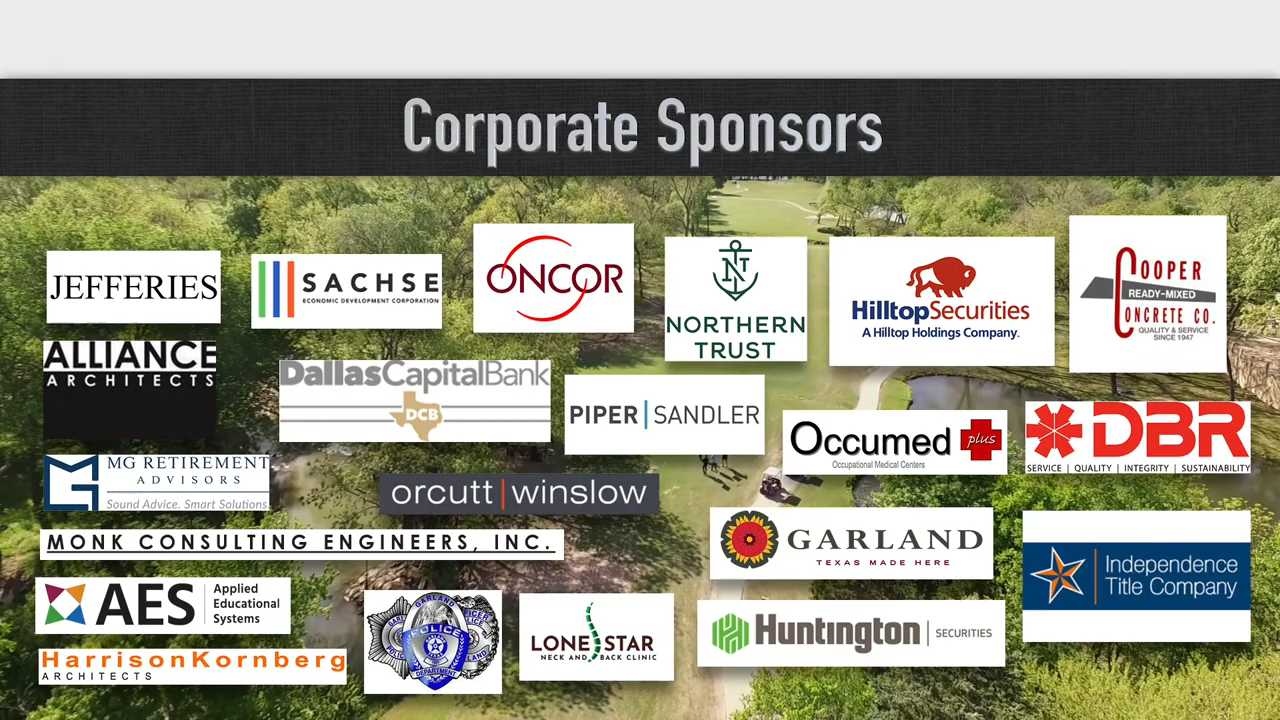 Corporate Sponsors
JEFFERIES
SACHSE
ECONOMIC DEVELOPMENT CORPORATION
ONCOR
NT
NORTHERN
TRUST
HilltopSecurities
A Hilltop Holdings Company.
COOPER
READY-MIXED
CONCRETE CO.
QUALITY & SERVICE
SINCE 1947
ALLIANCE
ARCHITECTS
DallasCapitalBank
DCB
PIPER | SANDLER
Occumed plus
Occupational Medical Centers
DBR
SERVICE | QUALITY | INTEGRITY | SUSTAINABILITY
MG RETIREMENT
ADVISORS
Sound Advice. Smart Solutions.
orcutt | winslow
MONK CONSULTING ENGINEERS, INC.
GARLAND
TEXAS MADE HERE
Independence
Title Company
AES
Applied
Educational
Systems
GARLAND
POLICE
DEPARTMENT
LONE STAR
NECK AND BACK CLINIC
Huntington | SECURITIES
HarrisonKornberg
ARCHITECTS